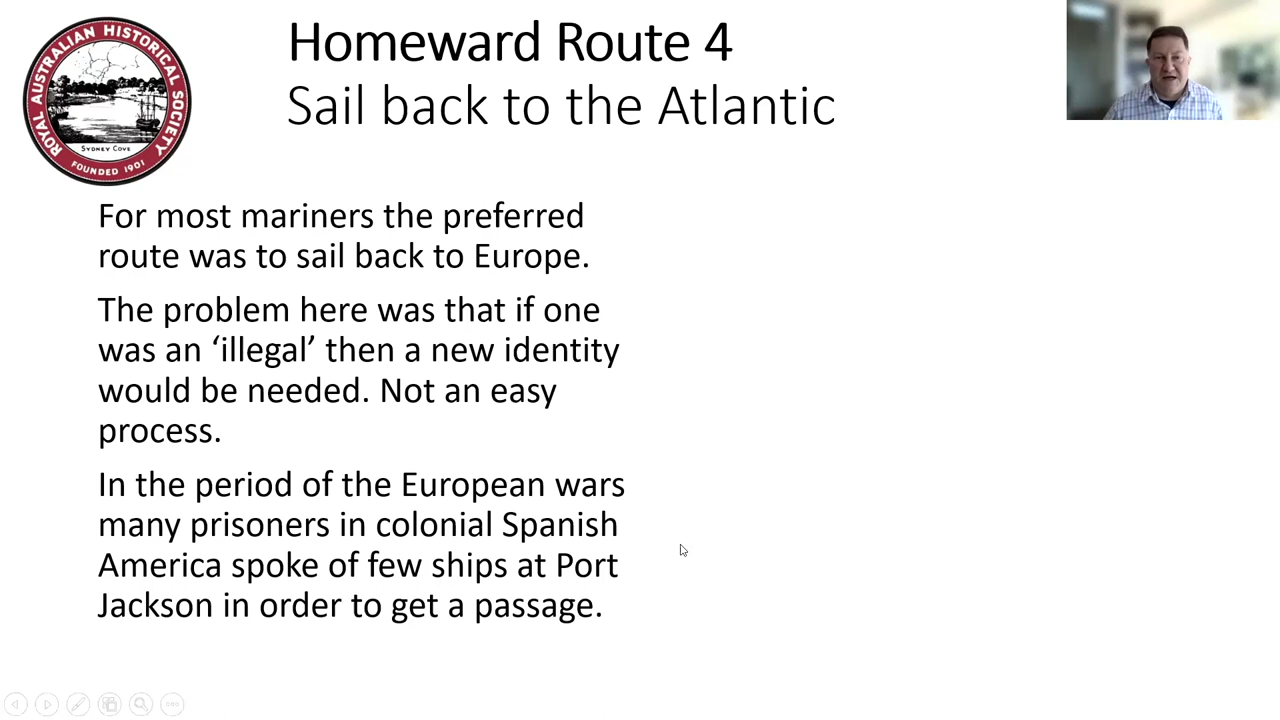 Homeward Route 4
Sail back to the Atlantic
ROYAL AUSTRALIAN HISTORICAL SOCIETY
SYDNEY COVE
FOUNDED 1901
For most mariners the preferred
route was to sail back to Europe.
The problem here was that if one
was an ‘illegal’ then a new identity
would be needed. Not an easy
process.
In the period of the European wars
many prisoners in colonial Spanish
America spoke of few ships at Port
Jackson in order to get a passage.